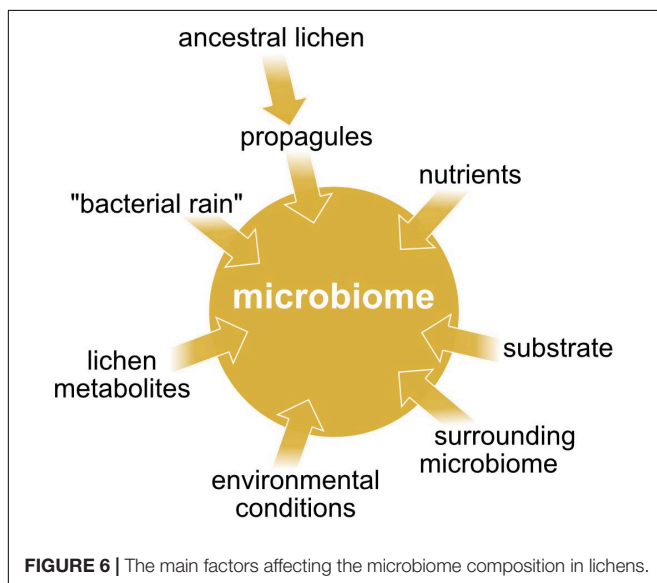 ancestral lichen
propagules
nutrients
"bacterial rain"
microbiome
substrate
lichen
metabolites
surrounding
microbiome
environmental
conditions
FIGURE 6 | The main factors affecting the microbiome composition in lichens.